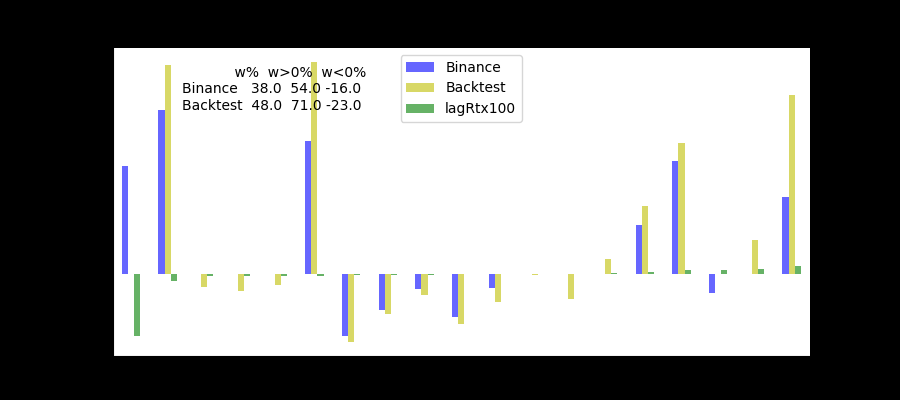 w% w>0% w<0%
Binance 38.0 54.0 -16.0
Backtest 48.0 71.0 -23.0
Binance
Backtest
lagRtx100